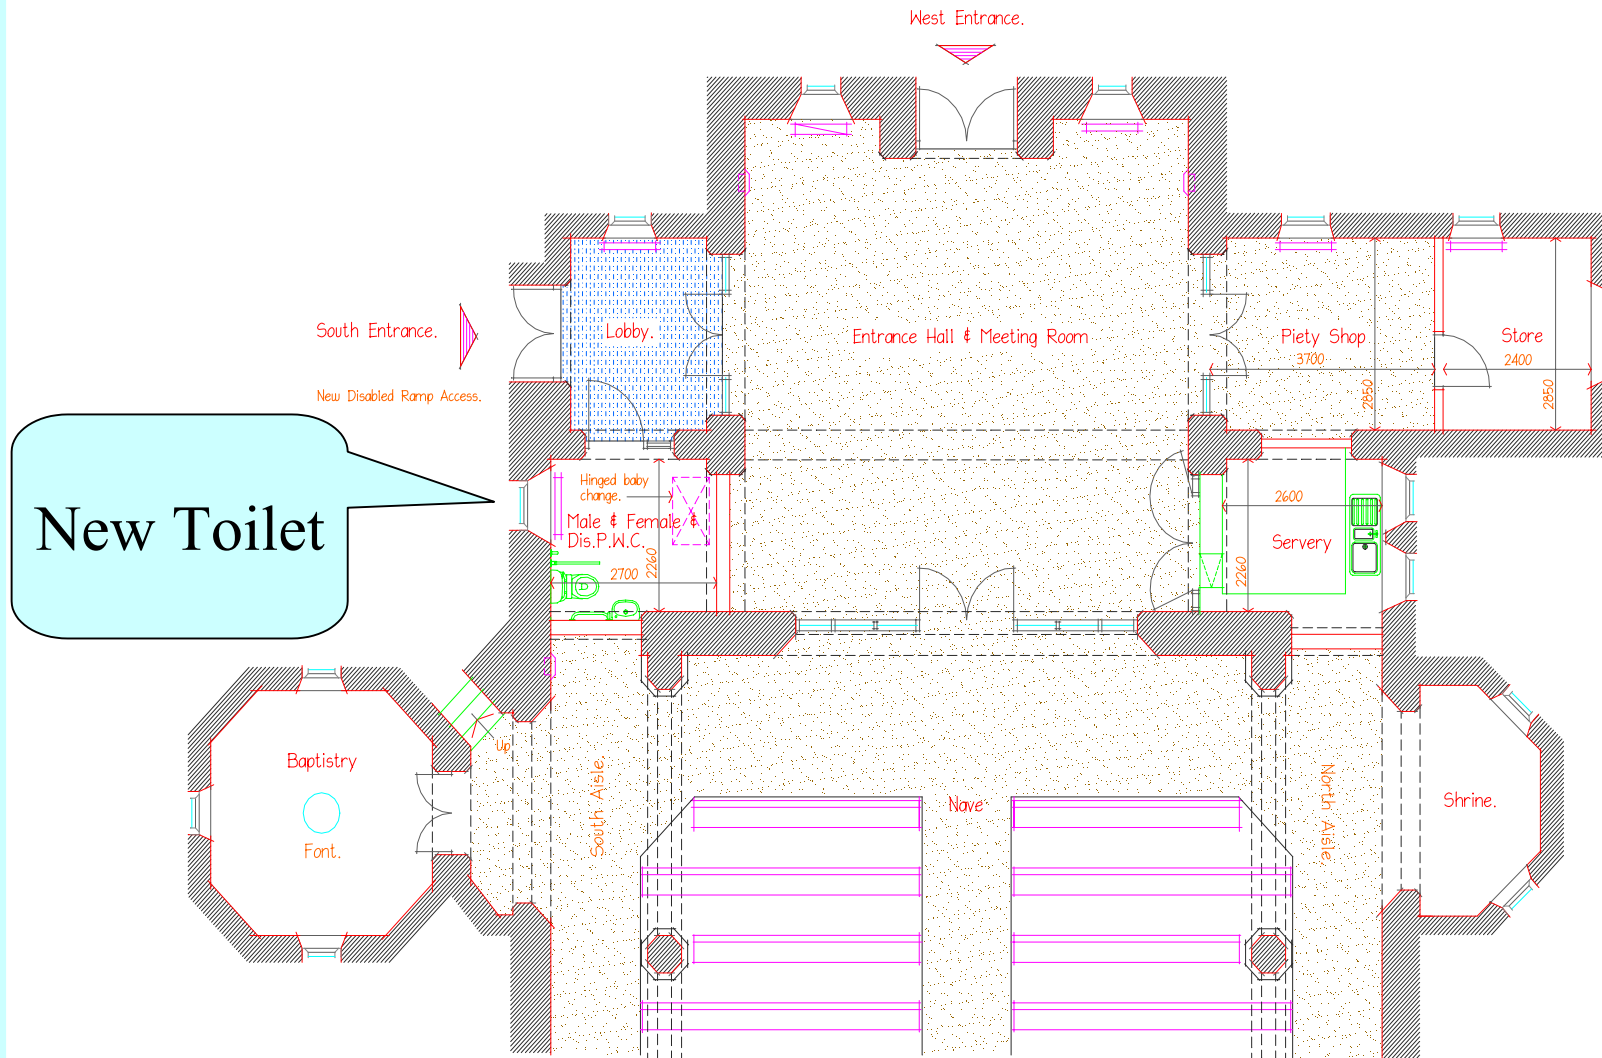 West Entrance.
South Entrance.
Lobby.
Entrance Hall & Meeting Room
Piety Shop
3700
2850
Store
2400
2850
New Disabled Ramp Access.
New Toilet
Hinged baby
change.
Male & Female &
Dis.P.W.C.
2700
2260
2600
Servery
2260
Up
Baptistry
Font.
South Aisle.
Nave
North Aisle.
Shrine.